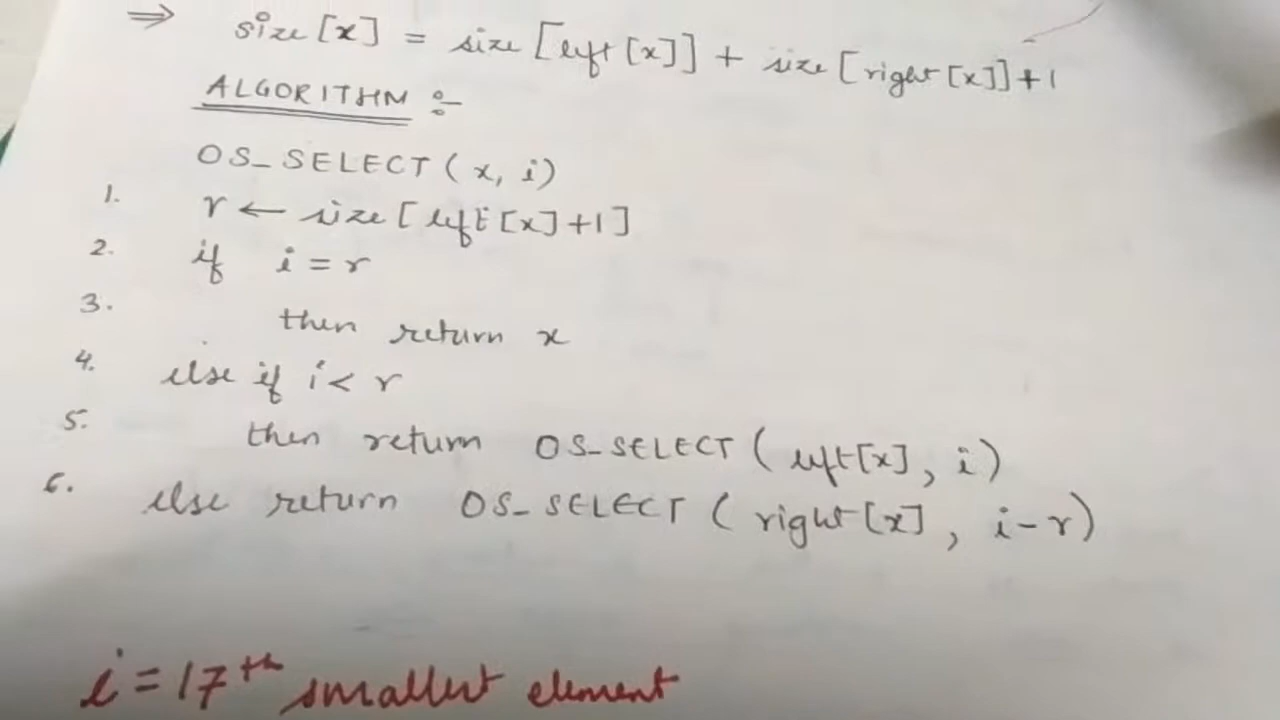 ⇒ size [x] = size [left [x]] + size [right [x]] + 1
ALGORITHM :-
OS_SELECT ( x, i )
1. r ← size [ left [x] + 1 ]
2. if i = r
3. then return x
4. else if i < r
5. then return OS_SELECT ( left [x] , i )
6. else return OS_SELECT ( right [x] , i - r )
i = 17th smallest element